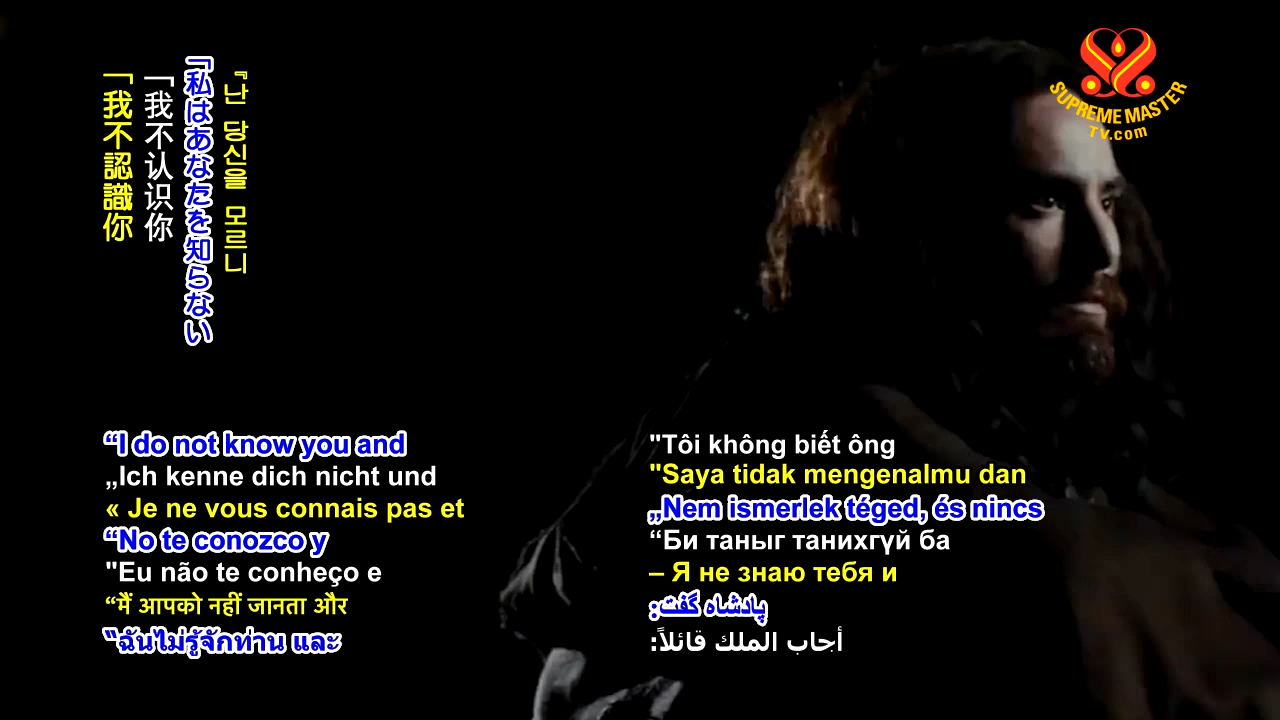 『난 당신을 모르니
「私はあなたを知らない
「我不认识你
「我不認識你
SUPREME MASTER
TV.com
“I do not know you and
„Ich kenne dich nicht und
« Je ne vous connais pas et
“No te conozco y
"Eu não te conheço e
“मैं आपको नहीं जानता और
“ฉันไม่รู้จักท่าน และ
"Tôi không biết ông
"Saya tidak mengenalmu dan
„Nem ismerlek téged, és nincs
“Би таныг танихгүй ба
– Я не знаю тебя и
پادشاه گفت:
أجاب الملك قائلاً: